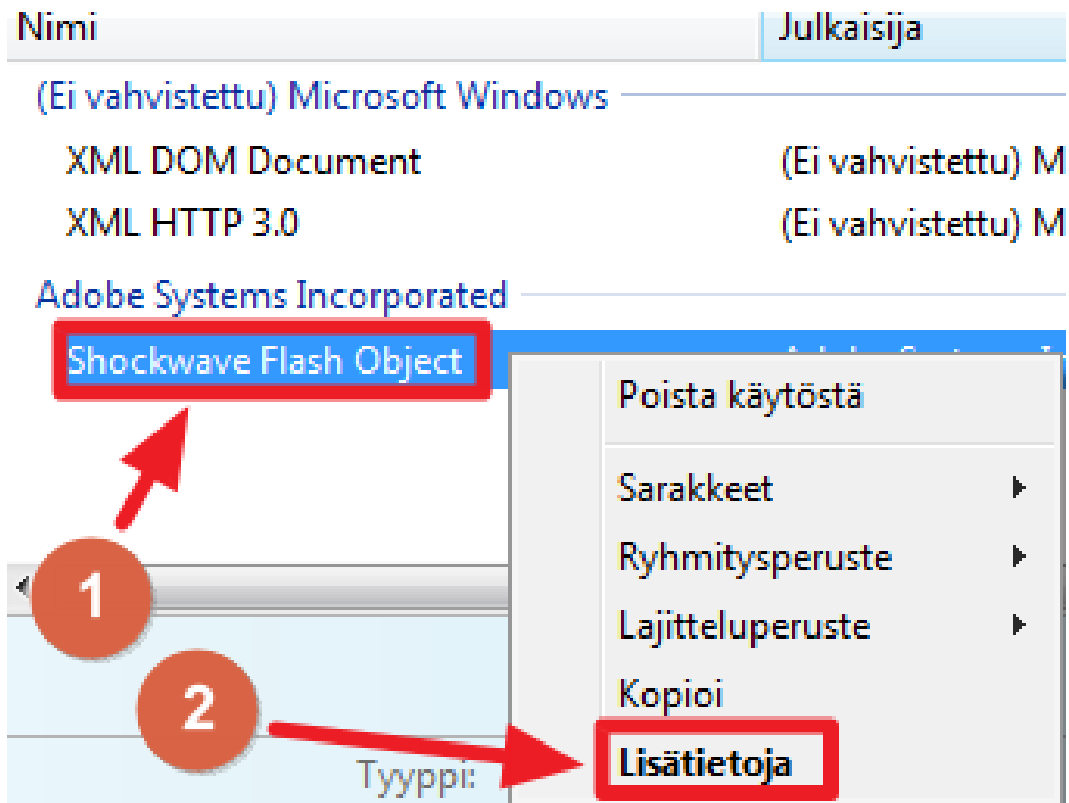 Nimi Julkaisija
(Ei vahvistettu) Microsoft Windows
XML DOM Document (Ei vahvistettu) M
XML HTTP 3.0 (Ei vahvistettu) M
Adobe Systems Incorporated
Shockwave Flash Object
Poista käytöstä
Sarakkeet
Ryhmitysperuste
Lajitteluperuste
Kopioi
Lisätietoja
1
2
Tyyppi: